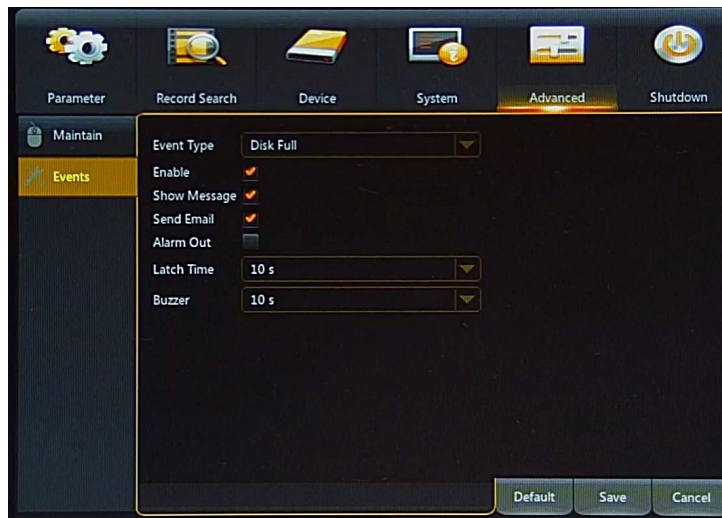 Parameter
Record Search
Device
System
Advanced
Shutdown
Maintain
Events
Event Type Disk Full
Enable
Show Message
Send Email
Alarm Out
Latch Time 10 s
Buzzer 10 s
Default Save Cancel